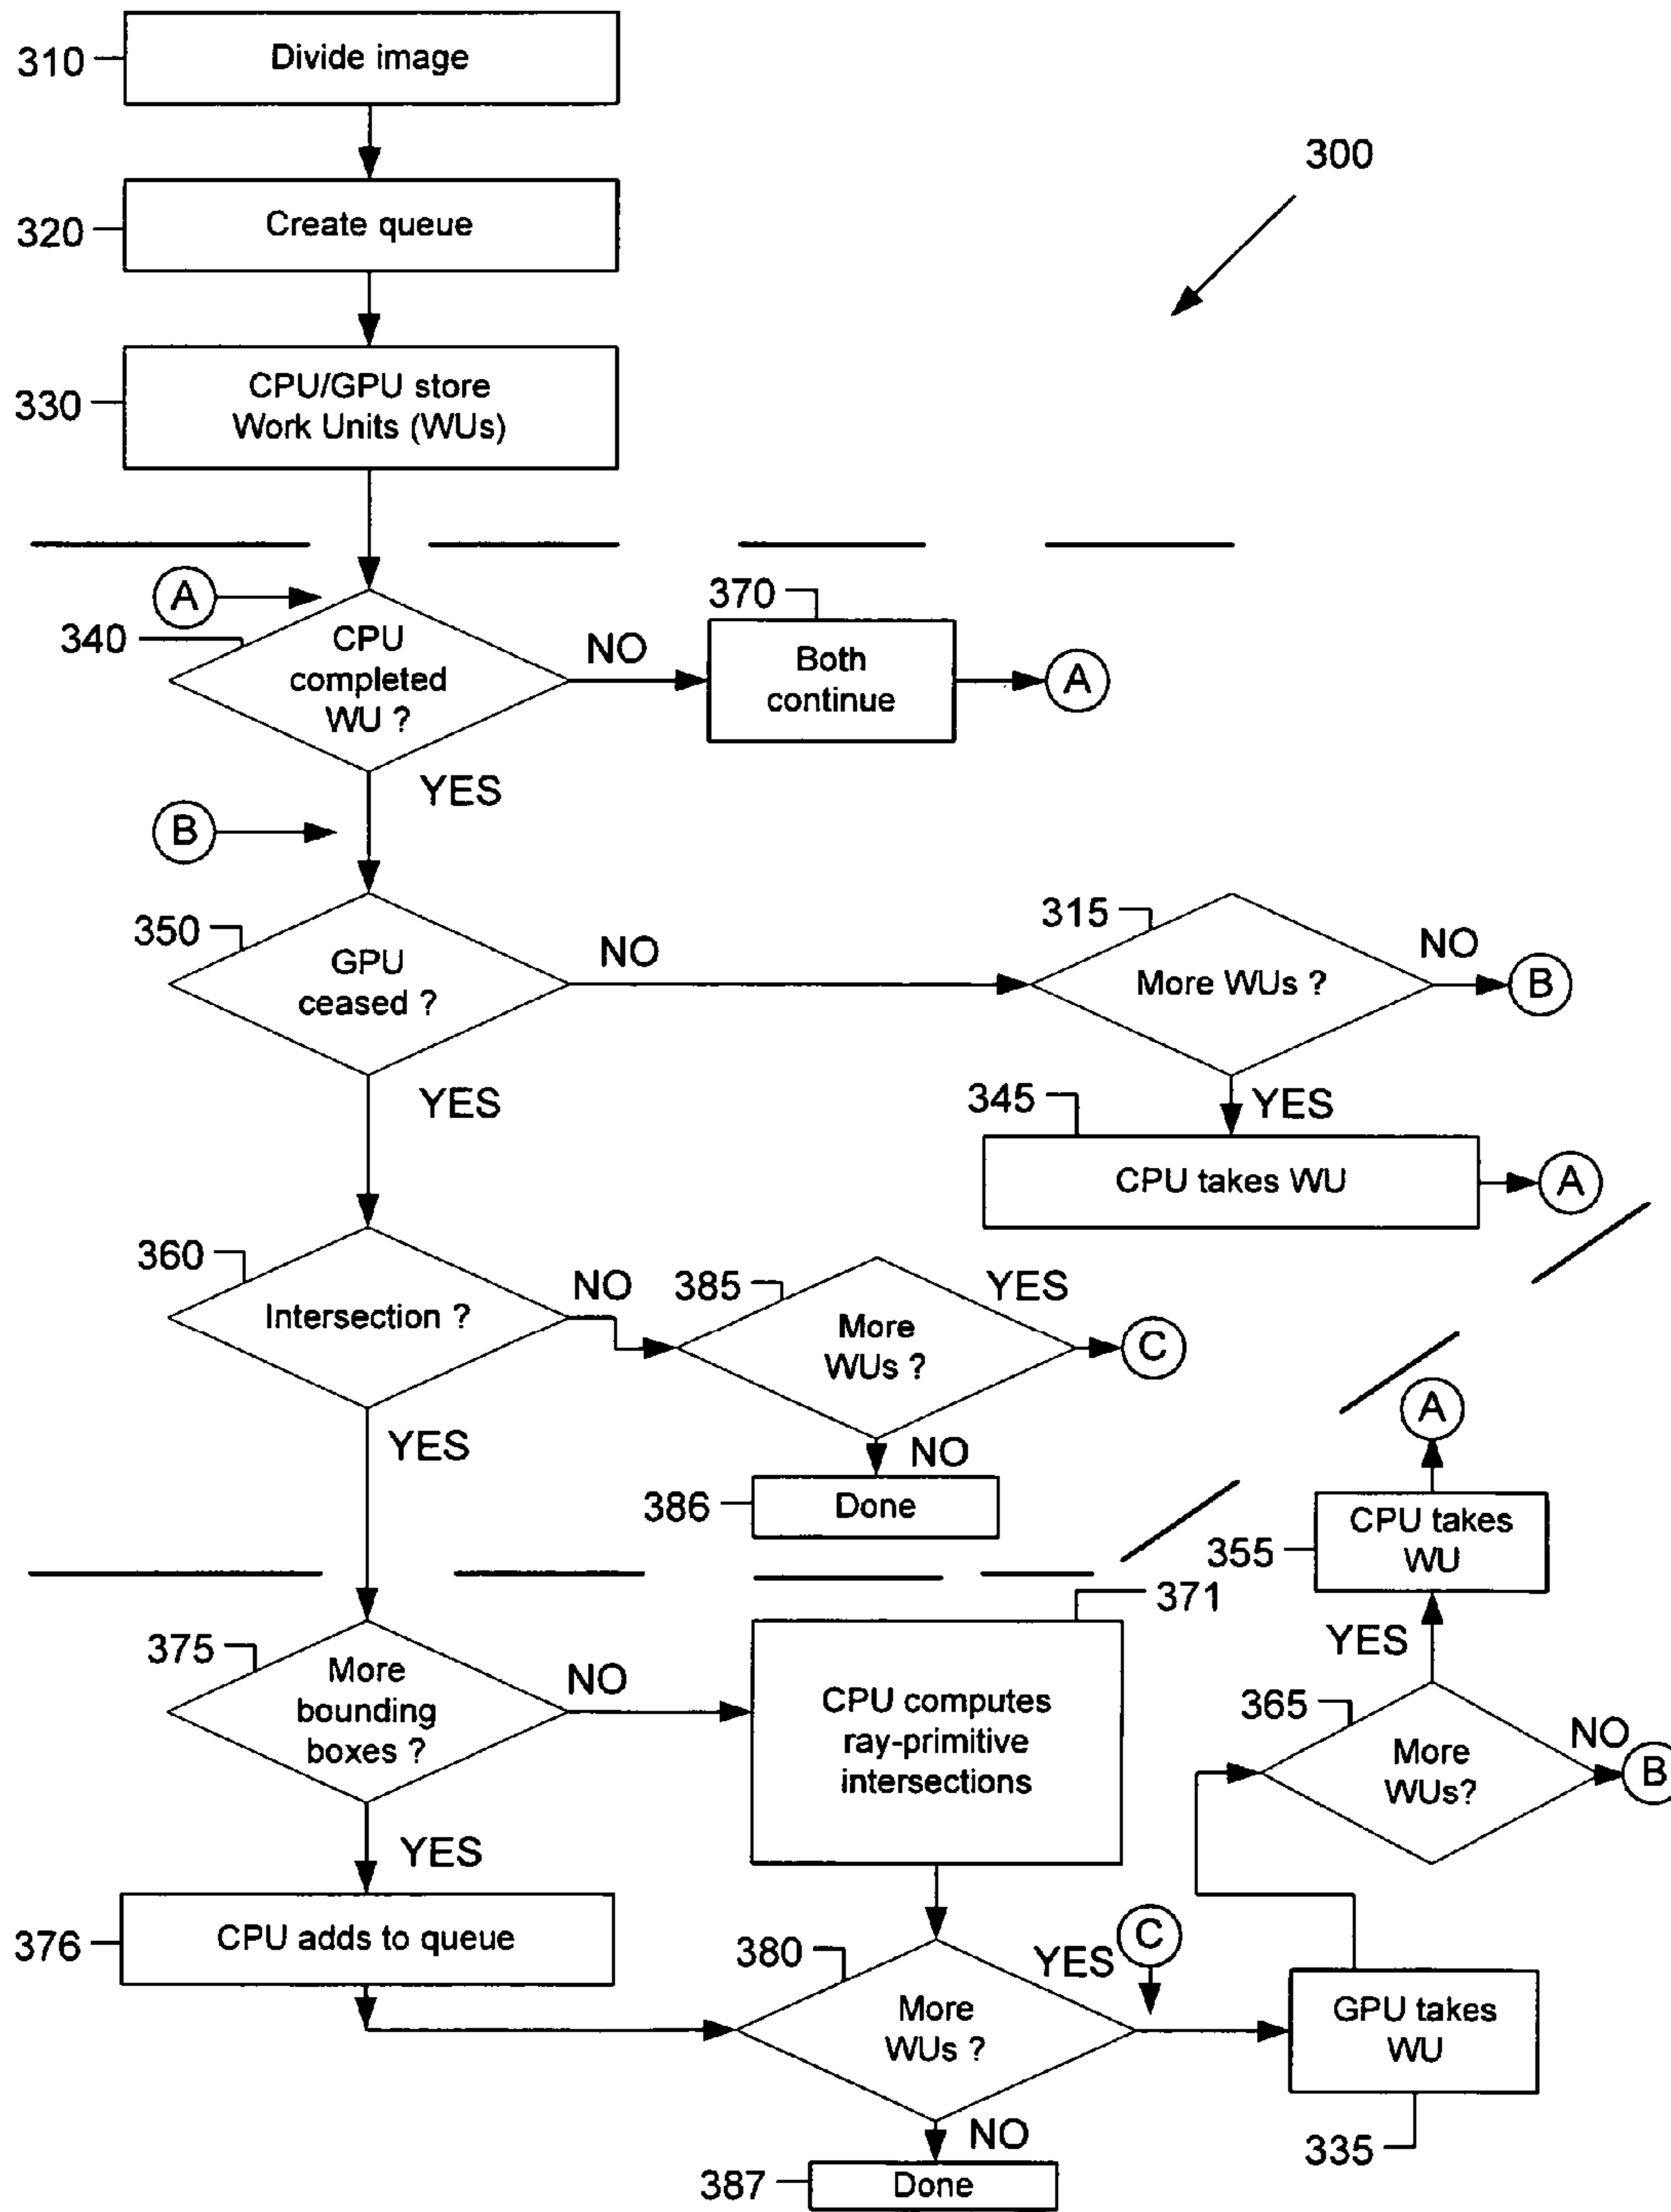 310
Divide image
300
320
Create queue
330
CPU/GPU store
Work Units (WUs)
A
340
CPU
completed
WU ?
NO
370
Both
continue
A
YES
B
350
GPU
ceased ?
NO
315
More WUs ?
NO
B
YES
YES
345
CPU takes WU
A
360
Intersection ?
NO
385
More
WUs ?
YES
C
NO
386
Done
YES
A
355
CPU takes
WU
YES
371
375
More
bounding
boxes ?
NO
CPU computes
ray-primitive
intersections
365
More
WUs?
NO
B
YES
376
CPU adds to queue
380
More
WUs ?
YES
C
GPU takes
WU
335
NO
387
Done